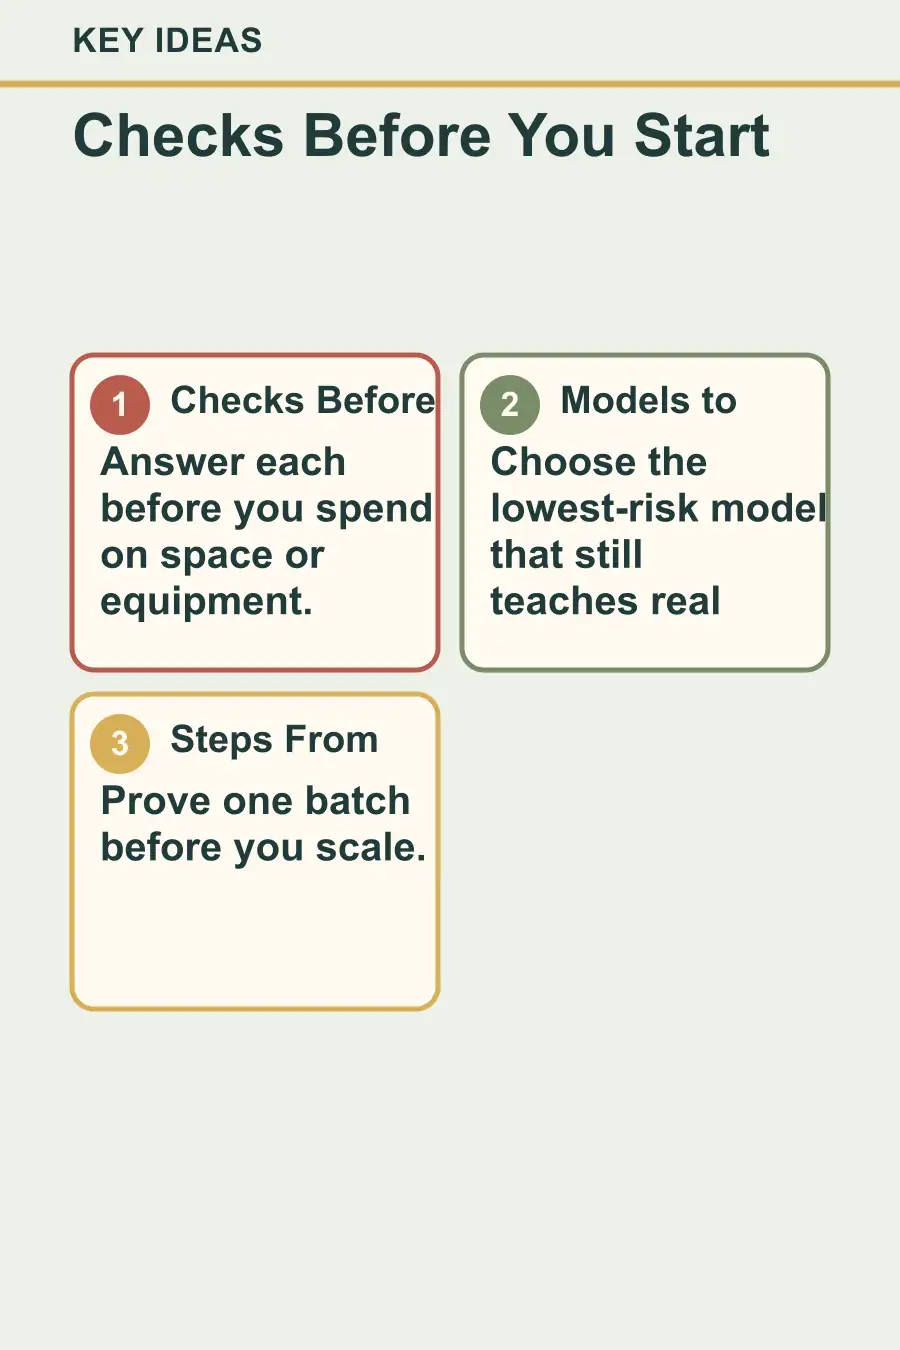 KEY IDEAS
Checks Before You Start
1
Checks Before
Answer each
before you spend
on space or
equipment.
2
Models to
Choose the
lowest-risk model
that still
teaches real
3
Steps From
Prove one batch
before you scale.